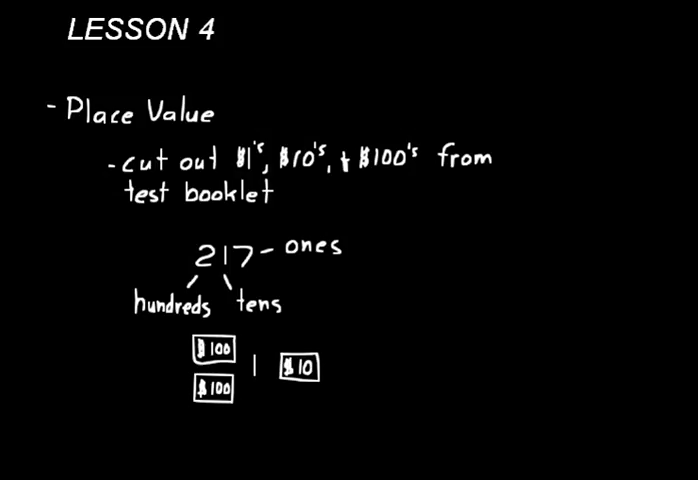 LESSON 4
- Place Value
- cut out $1's, $10's, + $100's from
test booklet
217 - ones
hundreds tens
$100
$100 | $10